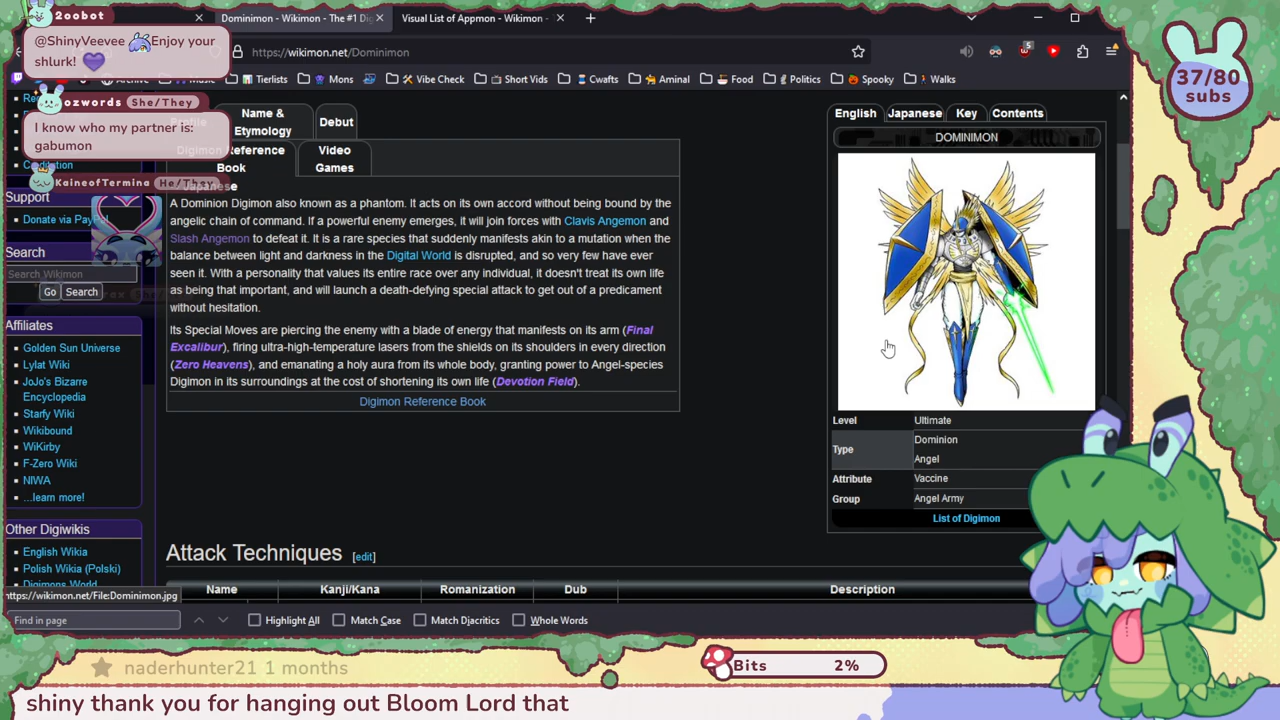 2oobot
@ShinyVeevee Enjoy your
shlurk!
ozwords She/They
I know who my partner is:
gabumon
KaineofTermina He/They
Dominimon - Wikimon - The #1 Dig
Visual List of Appmon - Wikimon -
https://wikimon.net/Dominimon
5
Archive
Music
Tierlists
Mons
Vibe Check
Short Vids
Cwafts
Aminal
Food
Politics
Spooky
Walks
37/80
subs
Support
Donate via PayPal
Search
Search Wikimon
Go Search
Affiliates
Golden Sun Universe
Lylat Wiki
JoJo's Bizarre
Encyclopedia
Starfy Wiki
Wikibound
WiKirby
F-Zero Wiki
NIWA
...learn more!
Other Digiwikis
English Wikia
Polish Wikia (Polski)
Digimons World
https://wikimon.net/File:Dominimon.jpg
Name &
Etymology
Debut
Digimon Reference
Book
Video
Games
Japanese
A Dominion Digimon also known as a phantom. It acts on its own accord without being bound by the
angelic chain of command. If a powerful enemy emerges, it will join forces with Clavis Angemon and
Slash Angemon to defeat it. It is a rare species that suddenly manifests akin to a mutation when the
balance between light and darkness in the Digital World is disrupted, and so very few have ever
seen it. With a personality that values its entire race over any individual, it doesn't treat its own life
as being that important, and will launch a death-defying special attack to get out of a predicament
without hesitation.
Its Special Moves are piercing the enemy with a blade of energy that manifests on its arm (Final
Excalibur), firing ultra-high-temperature lasers from the shields on its shoulders in every direction
(Zero Heavens), and emanating a holy aura from its whole body, granting power to Angel-species
Digimon in its surroundings at the cost of shortening its own life (Devotion Field).
Digimon Reference Book
Attack Techniques [edit]
Name Kanji/Kana Romanization Dub Description
English Japanese Key Contents
DOMINIMON
Level Ultimate
Type Dominion
Angel
Attribute Vaccine
Group Angel Army
List of Digimon
Find in page
Highlight All Match Case Match Diacritics Whole Words
naderhunter21 1 months
Bits 2%
shiny thank you for hanging out Bloom Lord that